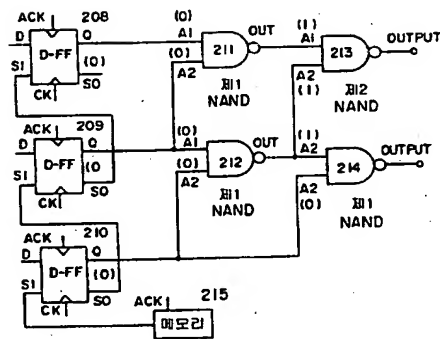 ACK 208
D Q
D-FF
S1 (0)
SO
CK
(0)
A1
(0)
A2
211
OUT
제1
NAND
(1)
A1
A2
(1)
213
OUTPUT
제2
NAND
ACK 209
D Q
D-FF
S1 (0)
SO
CK
(0)
A1
(0)
A2
212
OUT
제1
NAND
(1)
A2
A2
(0)
214
OUTPUT
제1
NAND
ACK 210
D Q
D-FF
S1 (0)
SO
CK
ACK 215
메모리